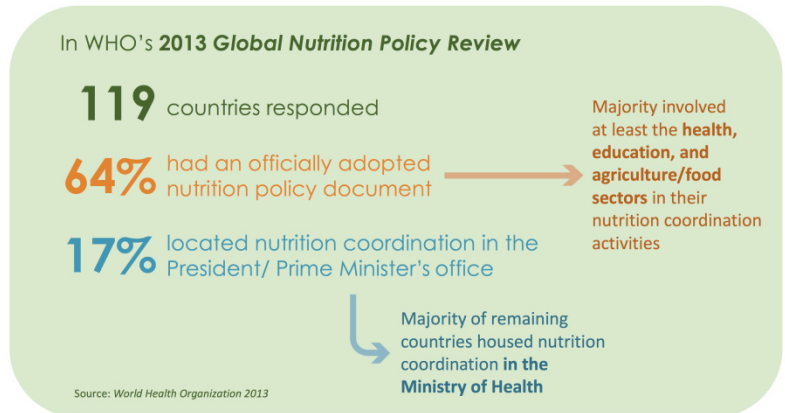 In WHO's 2013 Global Nutrition Policy Review
119 countries responded
64% had an officially adopted
nutrition policy document
Majority involved
at least the health,
education, and
agriculture/food
sectors in their
nutrition coordination
activities
17% located nutrition coordination in the
President/ Prime Minister's office
Majority of remaining
countries housed nutrition
coordination in the
Ministry of Health
Source: World Health Organization 2013